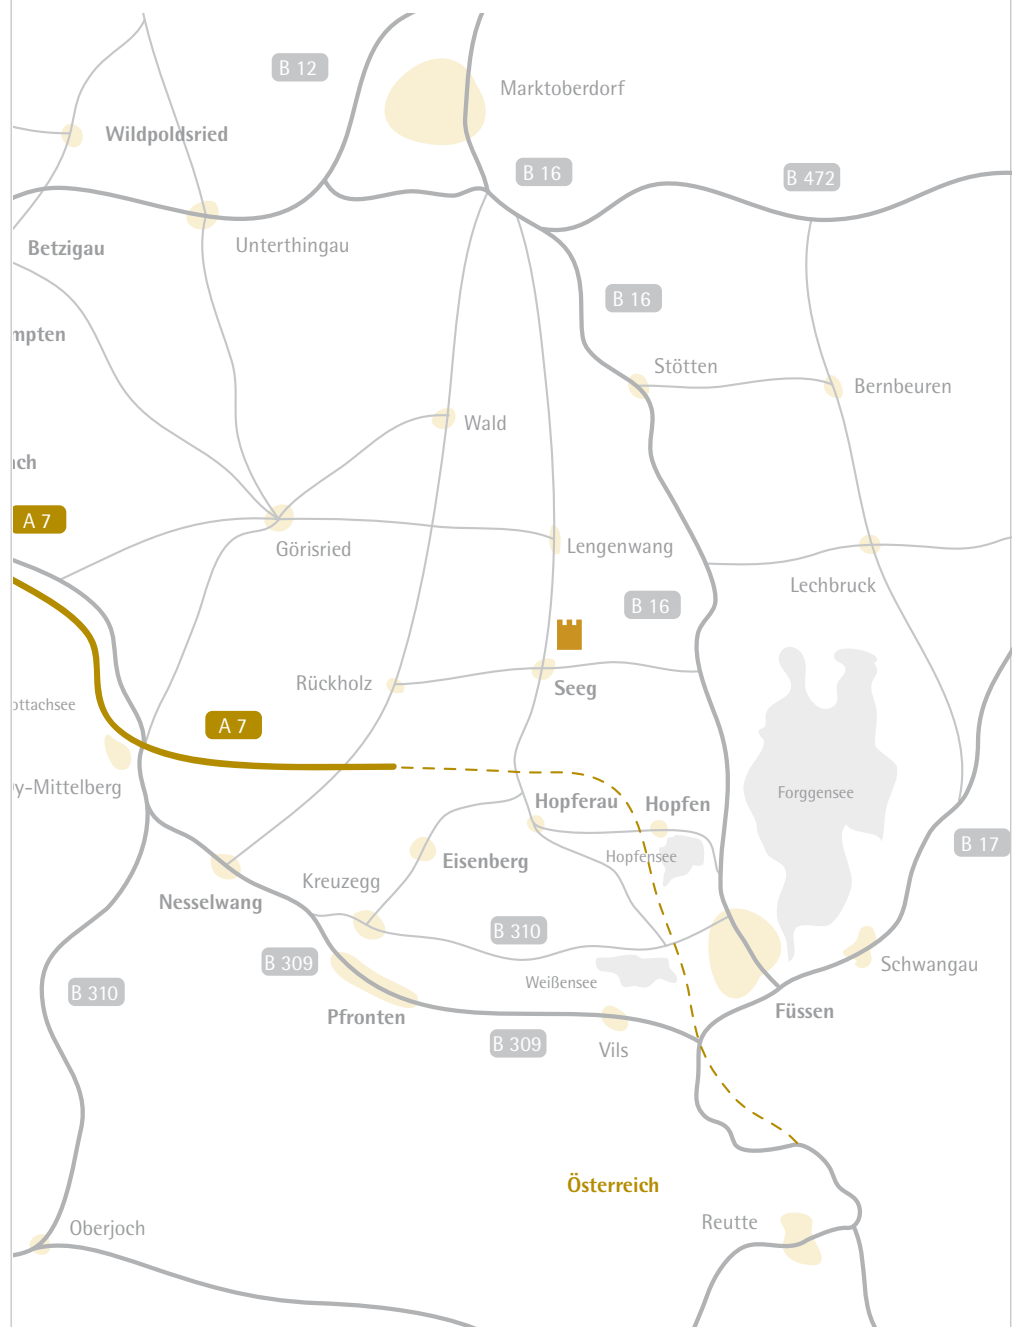 B 12
Marktoberdorf
Wildpoldsried
B 16
B 472
Unterthingau
Betzigau
B 16
mpten
Stötten
Bernbeuren
Wald
ach
A 7
Görisried
Lengenwang
Lechbruck
B 16
Rückholz
Seeg
ottachsee
A 7
Oy-Mittelberg
Forggensee
Hopferau
Hopfen
B 17
Hopfensee
Eisenberg
Kreuzegg
Nesselwang
B 310
B 309
Schwangau
Weißensee
B 310
Pfronten
Füssen
B 309
Vils
Österreich
Reutte
Oberjoch